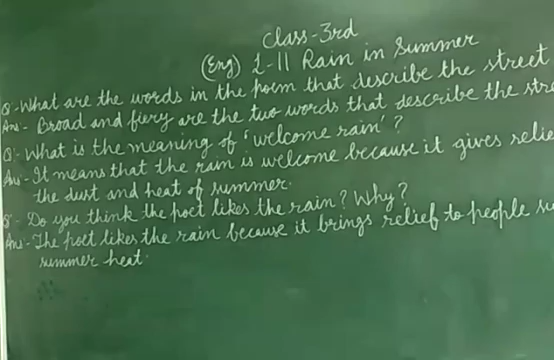 Class-3rd
(Eng) L-11 Rain in Summer
Q-What are the words in the poem that describe the street
Ans- Broad and fiery are the two words that describe the
Q- What is the meaning of 'welcome rain'?
Ans-It means that the rain is welcome because it gives
the dust and heat of summer.
Q- Do you think the poet likes the rain? Why?
Ans-The poet likes the rain because it brings relief to people
summer heat.